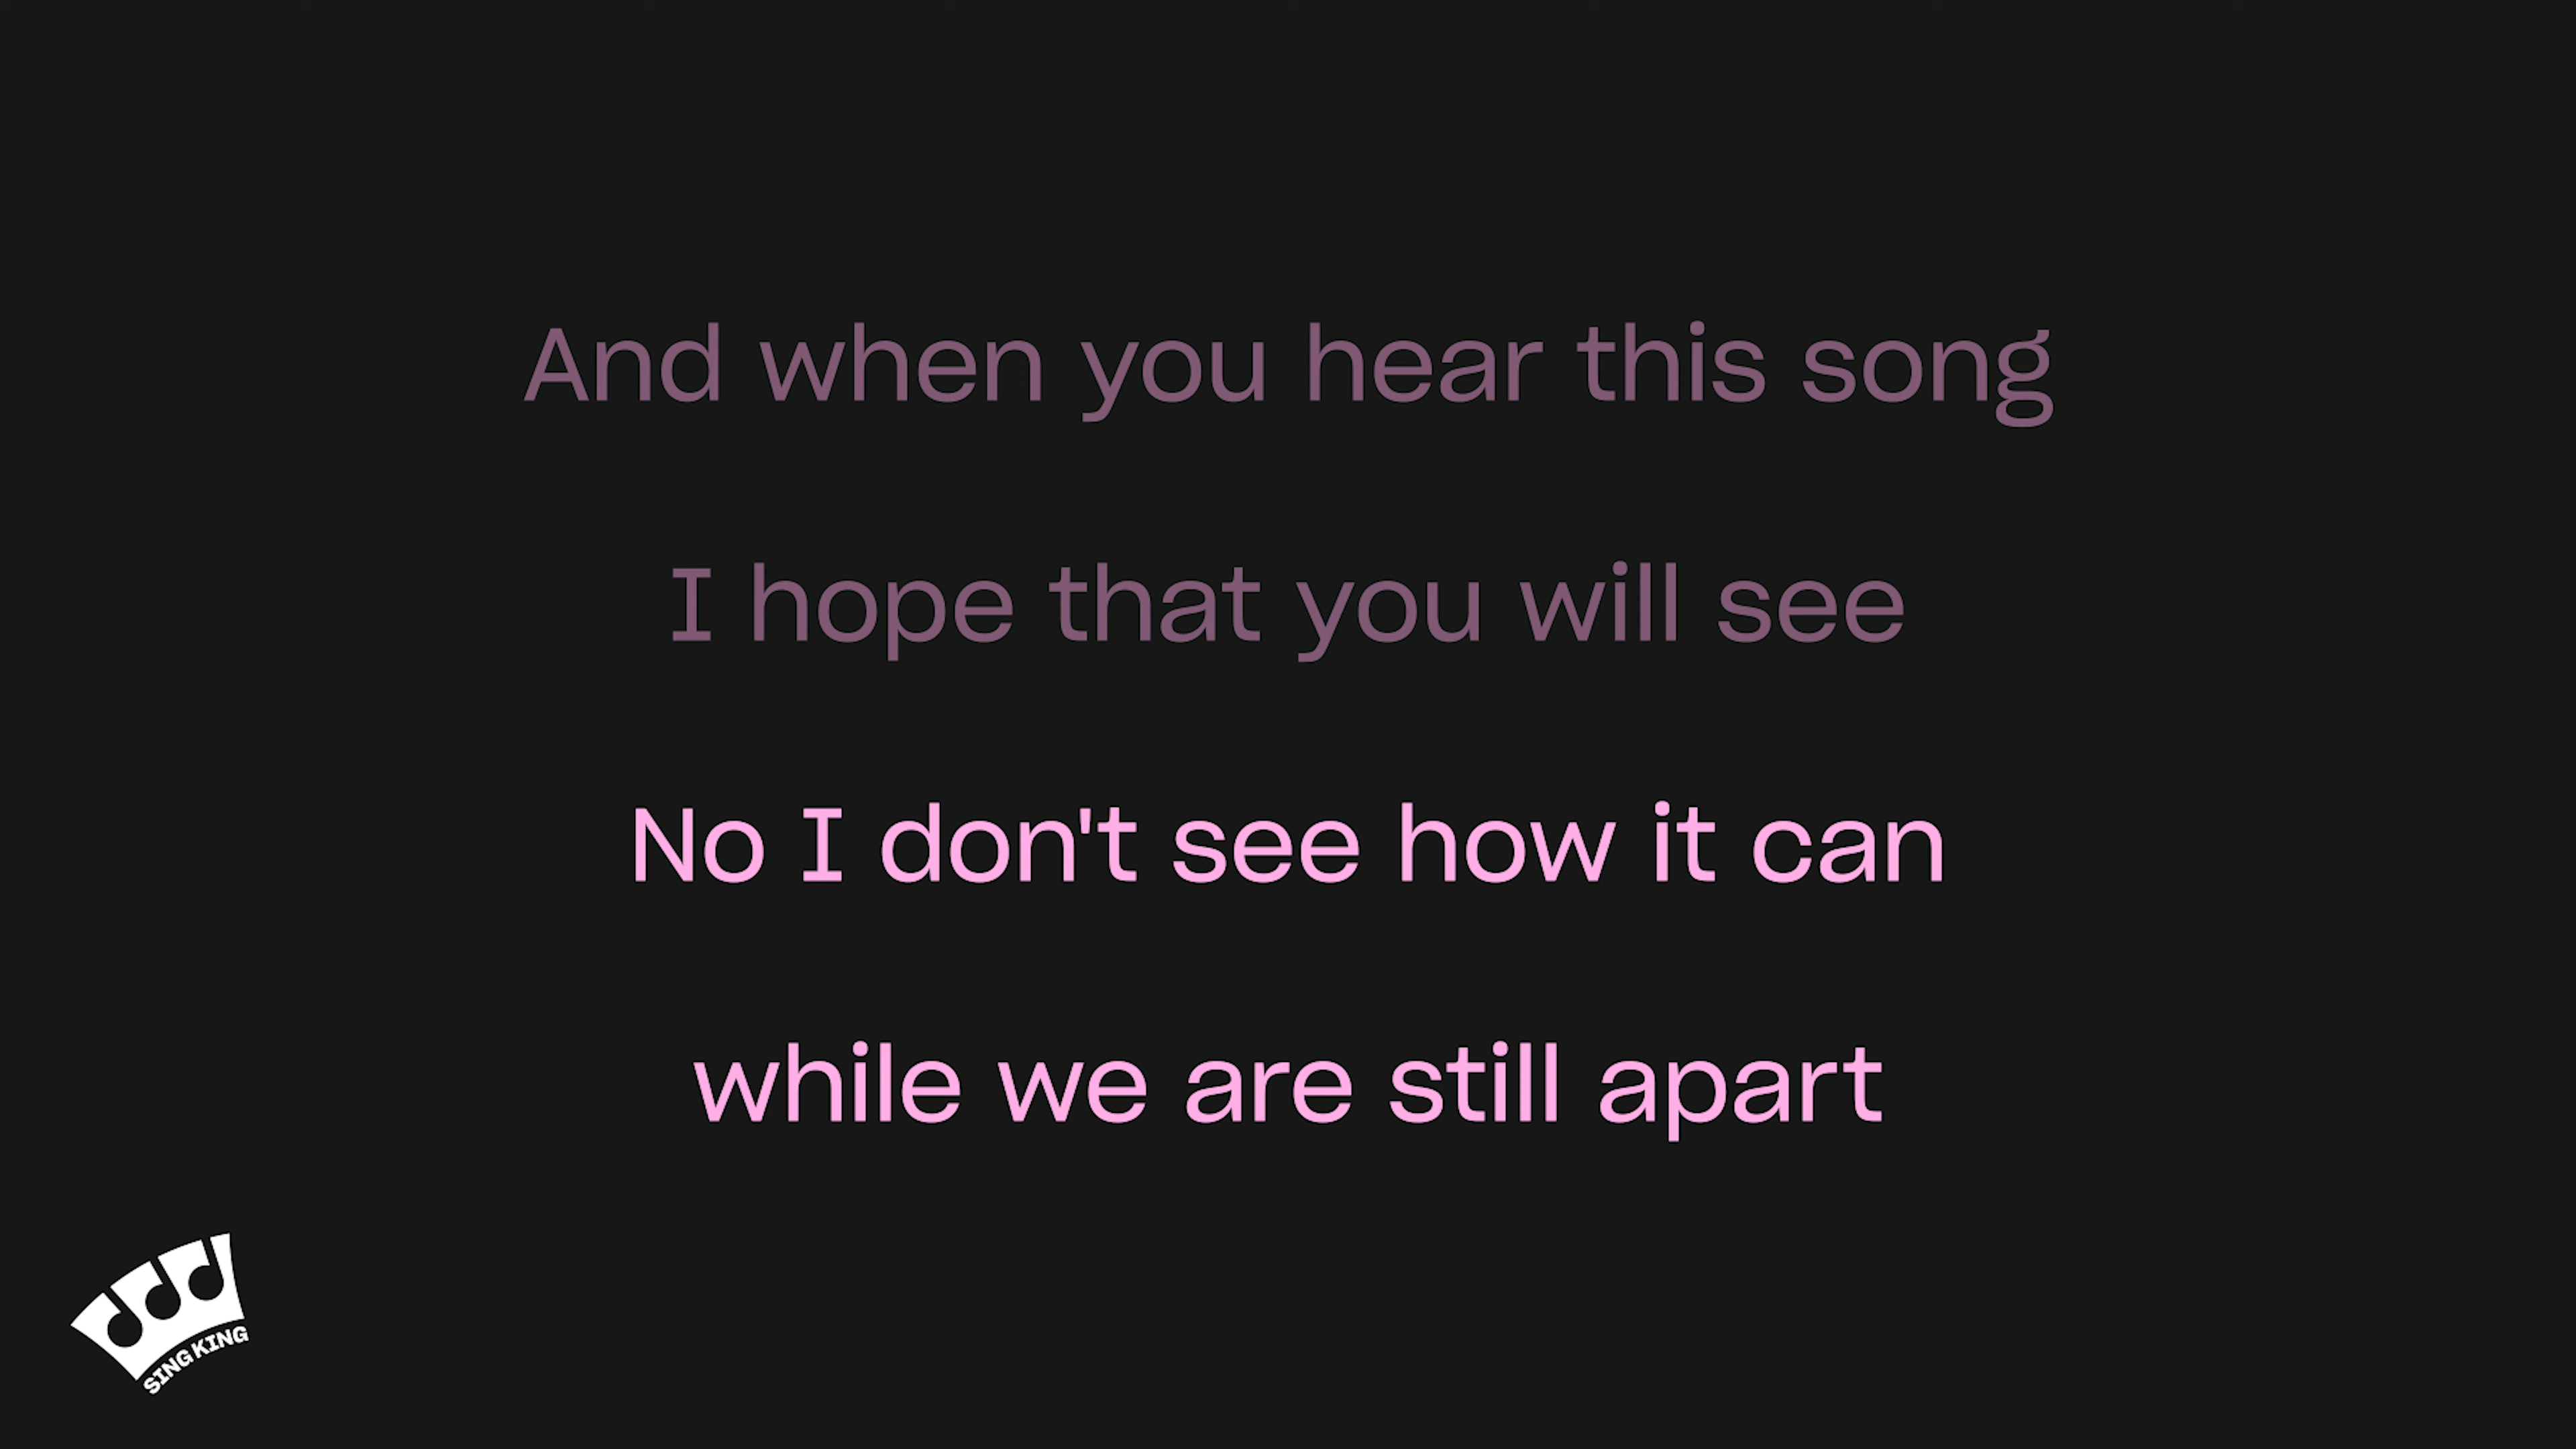 And when you hear this song
I hope that you will see
No I don't see how it can
while we are still apart
SING KING